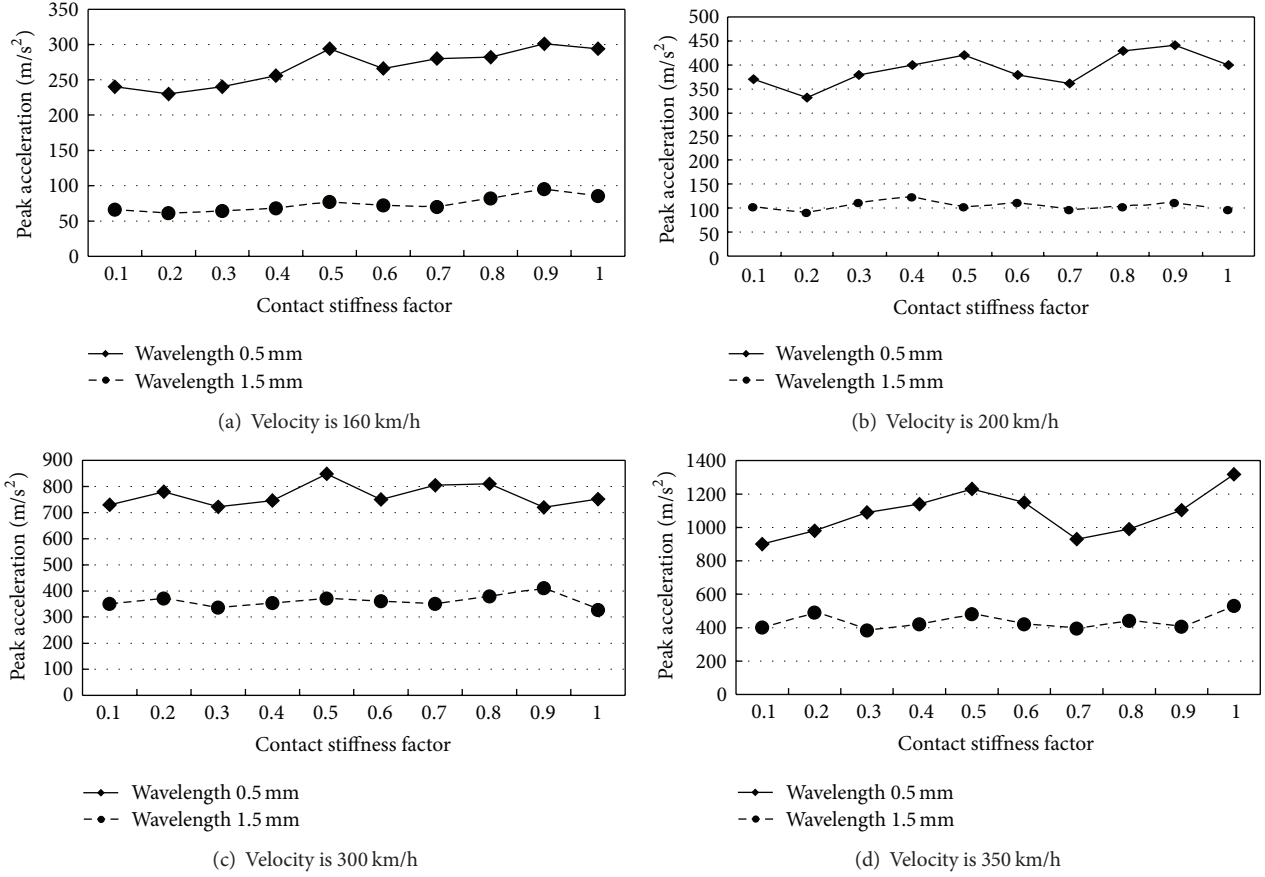 Peak acceleration (m/s²)
350
300
250
200
150
100
50
0
0.1 0.2 0.3 0.4 0.5 0.6 0.7 0.8 0.9 1
Contact stiffness factor
Wavelength 0.5 mm
Wavelength 1.5 mm
(a) Velocity is 160 km/h
Peak acceleration (m/s²)
500
450
400
350
300
250
200
150
100
50
0
0.1 0.2 0.3 0.4 0.5 0.6 0.7 0.8 0.9 1
Contact stiffness factor
Wavelength 0.5 mm
Wavelength 1.5 mm
(b) Velocity is 200 km/h
Peak acceleration (m/s²)
900
800
700
600
500
400
300
200
100
0
0.1 0.2 0.3 0.4 0.5 0.6 0.7 0.8 0.9 1
Contact stiffness factor
Wavelength 0.5 mm
Wavelength 1.5 mm
(c) Velocity is 300 km/h
Peak acceleration (m/s²)
1400
1200
1000
800
600
400
200
0
0.1 0.2 0.3 0.4 0.5 0.6 0.7 0.8 0.9 1
Contact stiffness factor
Wavelength 0.5 mm
Wavelength 1.5 mm
(d) Velocity is 350 km/h